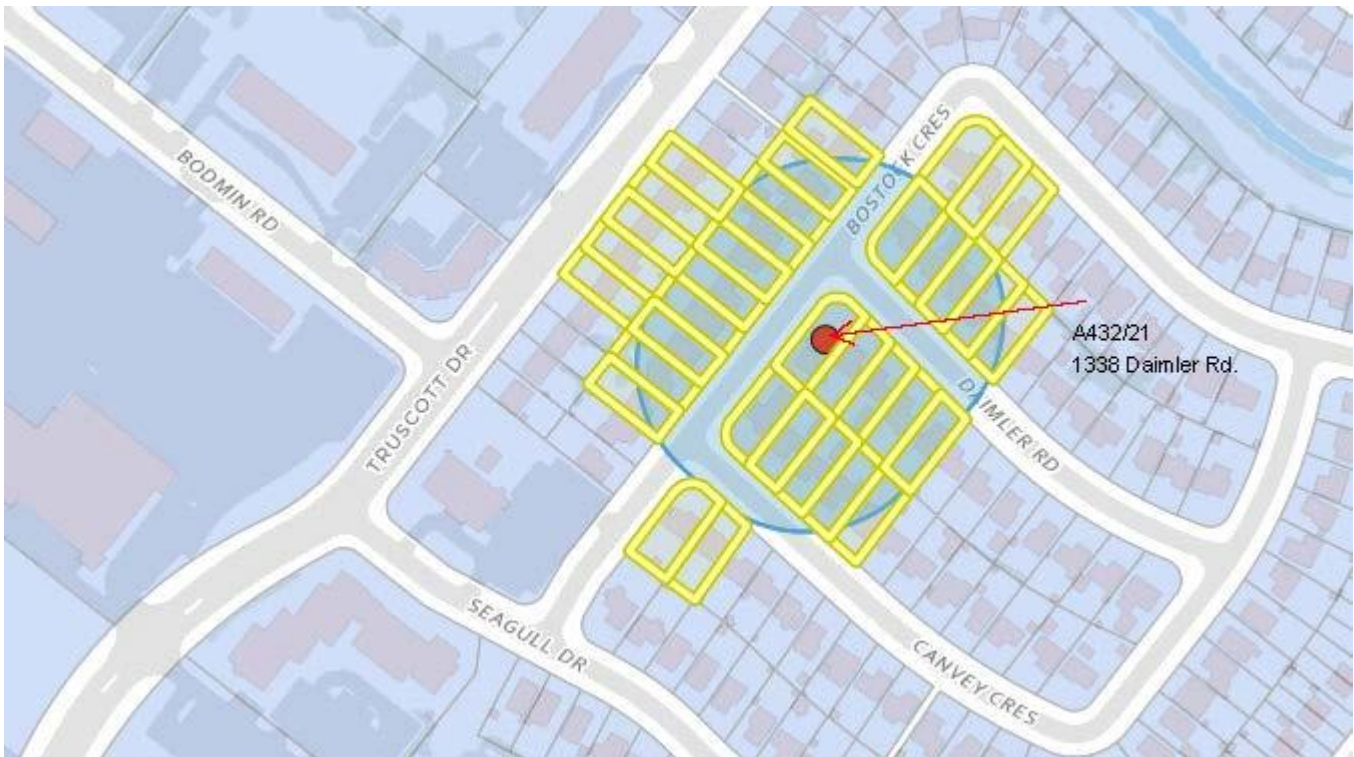 BODMIN RD
BOSTOCK CRES
A432/21
1338 Daimler Rd.
TRUSCOTT DR
DAIMLER RD
SEAGULL DR
CANVEY CRES